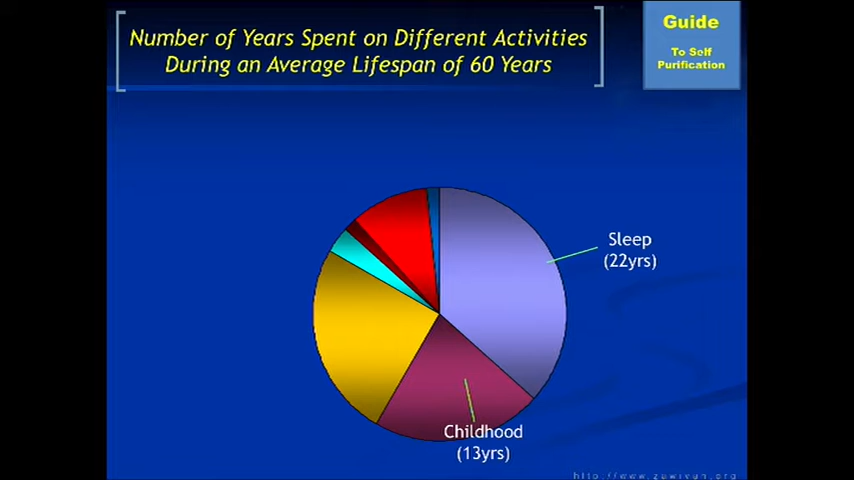 Number of Years Spent on Different Activities
During an Average Lifespan of 60 Years
Guide
To Self
Purification
Sleep
(22yrs)
Childhood
(13yrs)